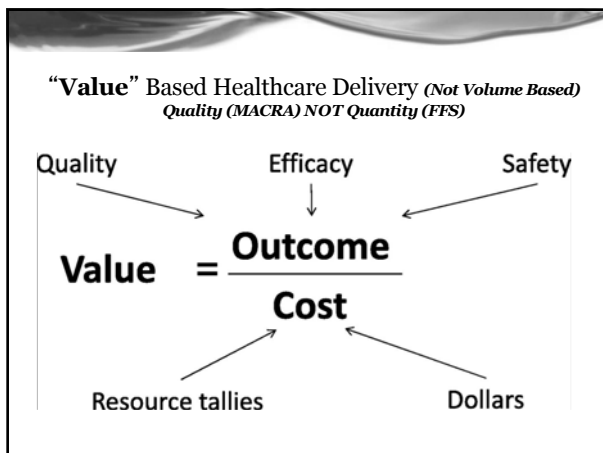 “Value” Based Healthcare Delivery (Not Volume Based)
Quality (MACRA) NOT Quantity (FFS)
Quality Efficacy Safety
Outcome
Value =
Cost
Resource tallies Dollars